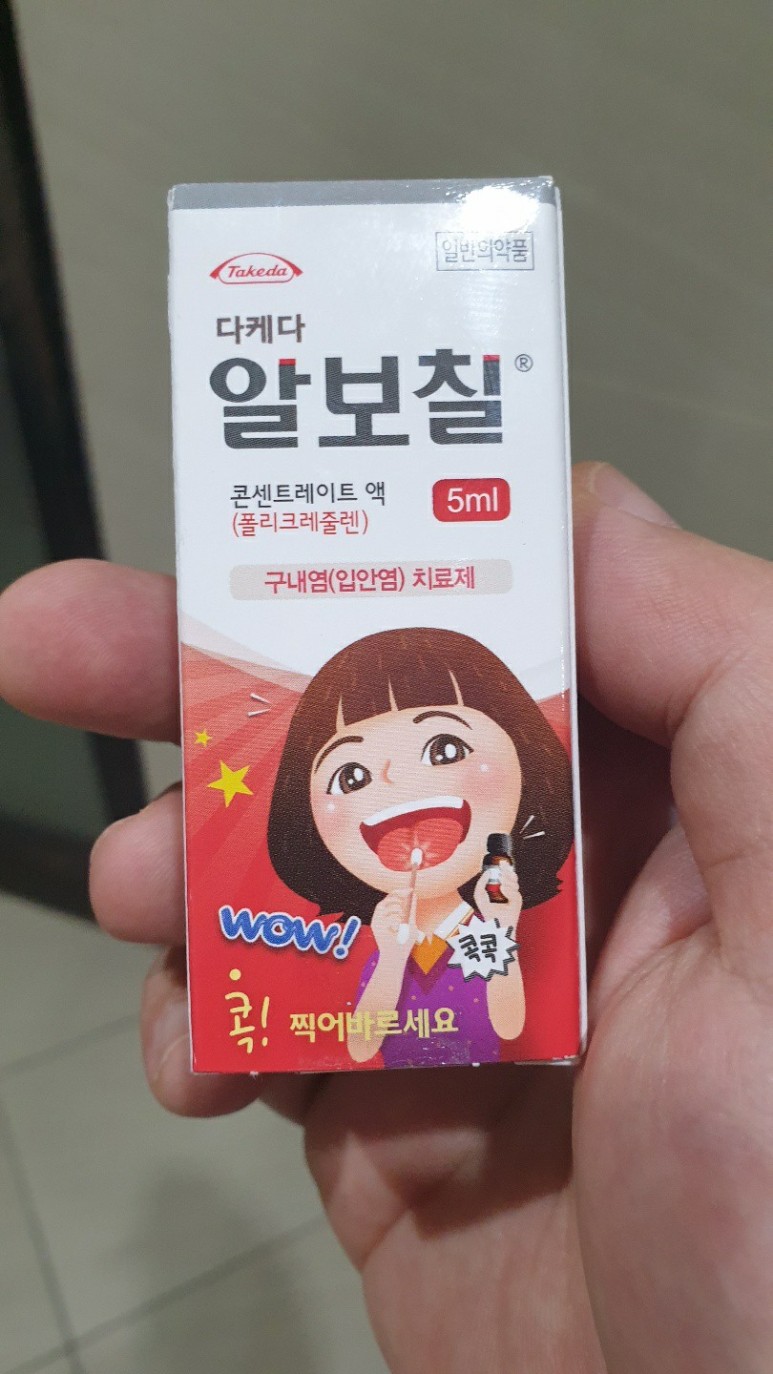 Takeda
일반의약품
다케다
알보칠®
콘센트레이트 액
(폴리크레줄렌)
5ml
구내염(입안염) 치료제
WOW!
콕콕
콕! 찍어바르세요